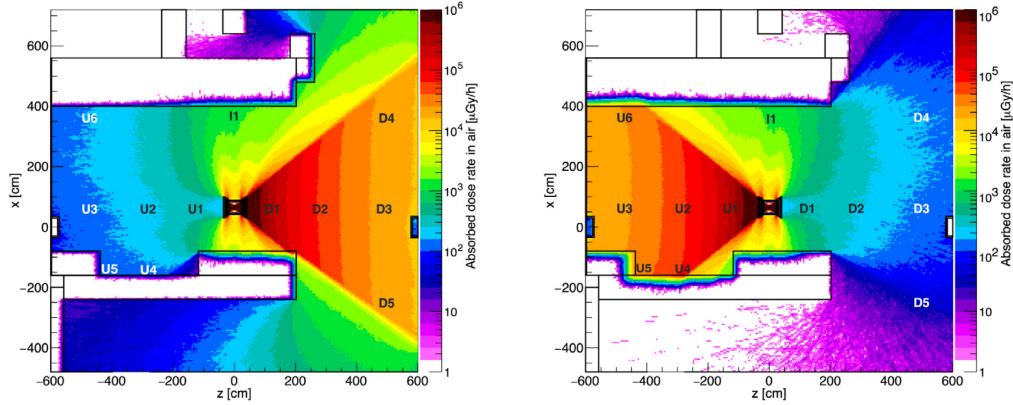 600
400
200
0
−200
−400
x [cm]
−600
−400
−200
0
200
400
600
z [cm]
U6
I1
D4
U3
U2
U1
D1
D2
D3
U5
U4
D5
10^6
10^5
10^4
10^3
10^2
10
1
Absorbed dose rate in air [μGy/h]
600
400
200
0
−200
−400
x [cm]
−600
−400
−200
0
200
400
600
z [cm]
U6
I1
D4
U3
U2
U1
D1
D2
D3
U5
U4
D5
10^6
10^5
10^4
10^3
10^2
10
1
Absorbed dose rate in air [μGy/h]